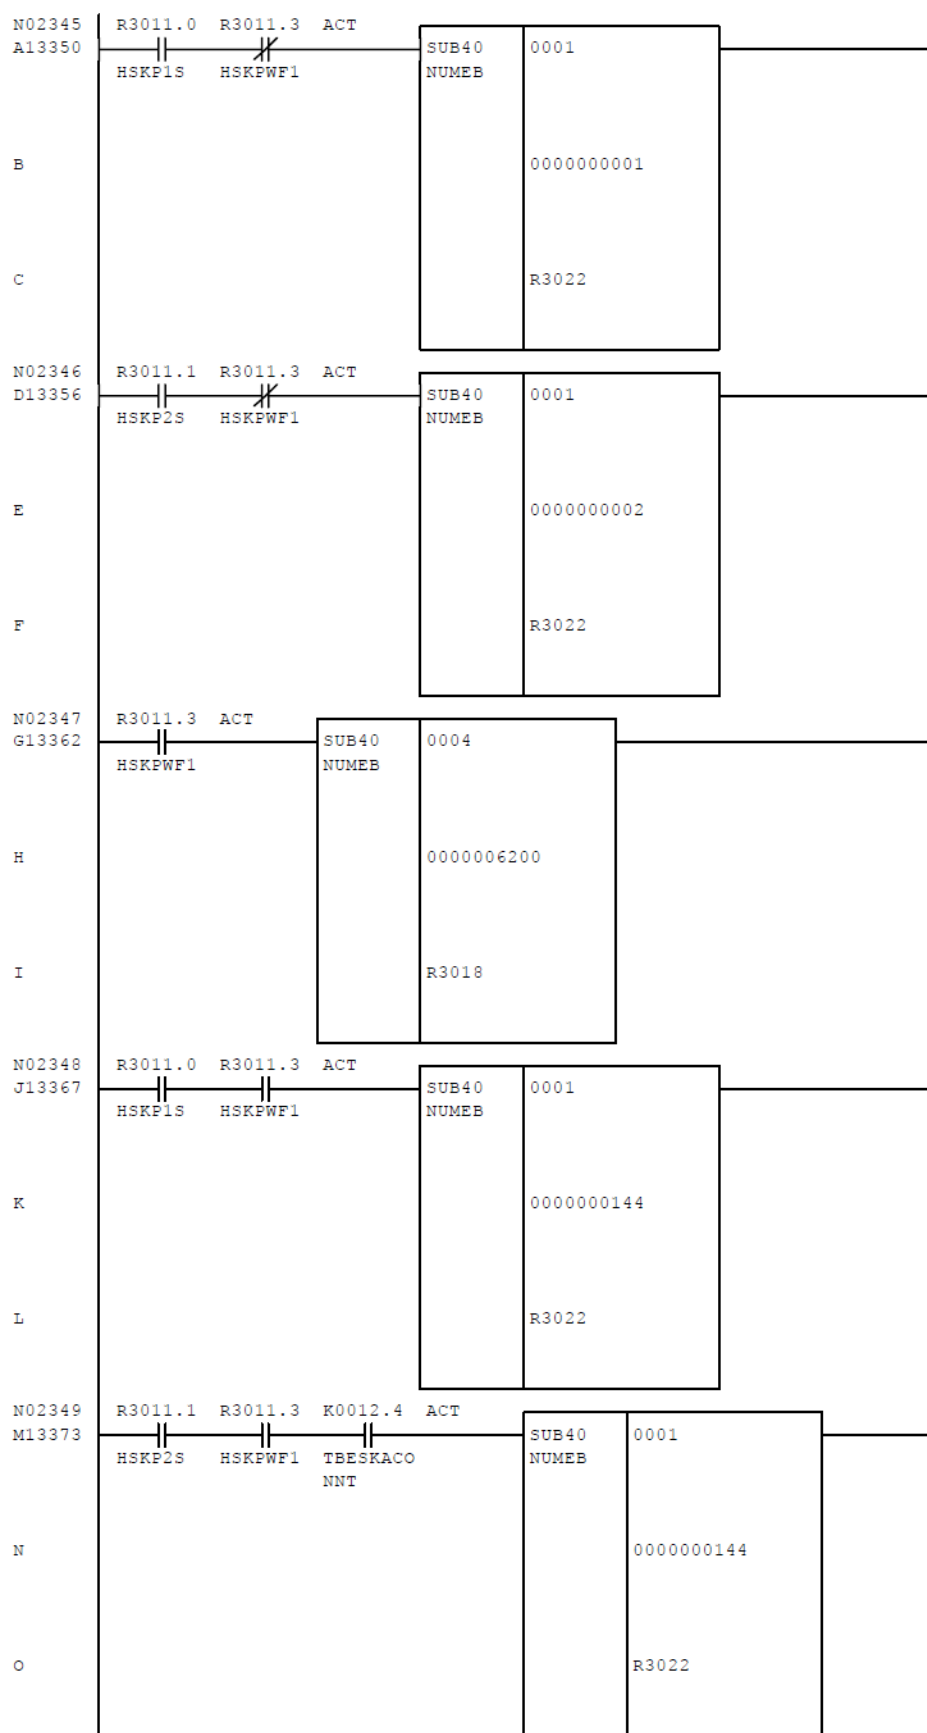 N02345 R3011.0 R3011.3 ACT
A13350 SUB40 0001
HSKP1S HSKPWF1 NUMEB
B 0000000001
C R3022
N02346 R3011.1 R3011.3 ACT
D13356 SUB40 0001
HSKP2S HSKPWF1 NUMEB
E 0000000002
F R3022
N02347 R3011.3 ACT
G13362 SUB40 0004
HSKPWF1 NUMEB
H 0000006200
I R3018
N02348 R3011.0 R3011.3 ACT
J13367 SUB40 0001
HSKP1S HSKPWF1 NUMEB
K 0000000144
L R3022
N02349 R3011.1 R3011.3 K0012.4 ACT
M13373 SUB40 0001
HSKP2S HSKPWF1 TBESKACO NUMEB
NNT
N 0000000144
O R3022